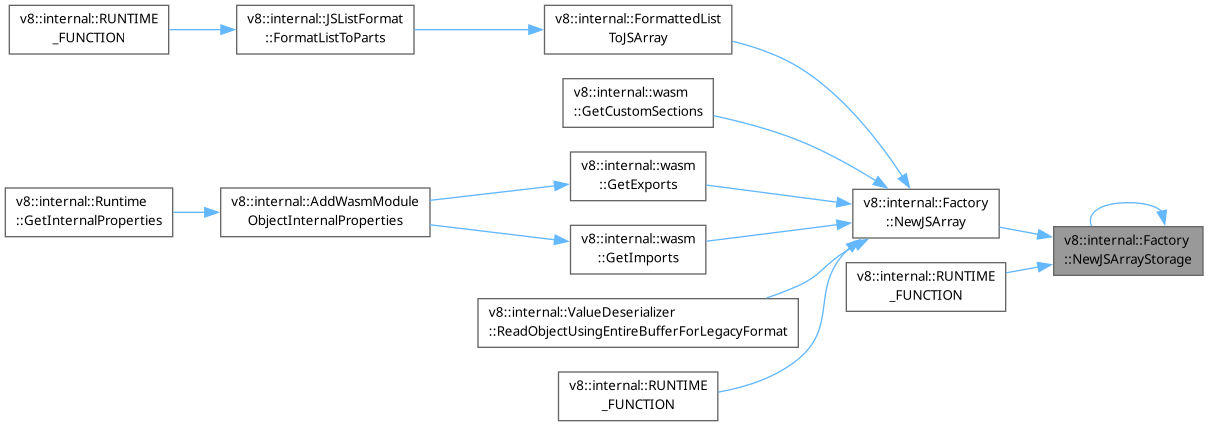 v8::internal::RUNTIME
_FUNCTION
v8::internal::JSListFormat
::FormatListToParts
v8::internal::FormattedList
ToJSArray
v8::internal::wasm
::GetCustomSections
v8::internal::wasm
::GetExports
v8::internal::Runtime
::GetInternalProperties
v8::internal::AddWasmModule
ObjectInternalProperties
v8::internal::Factory
::NewJSArray
v8::internal::wasm
::GetImports
v8::internal::Factory
::NewJSArrayStorage
v8::internal::RUNTIME
_FUNCTION
v8::internal::ValueDeserializer
::ReadObjectUsingEntireBufferForLegacyFormat
v8::internal::RUNTIME
_FUNCTION